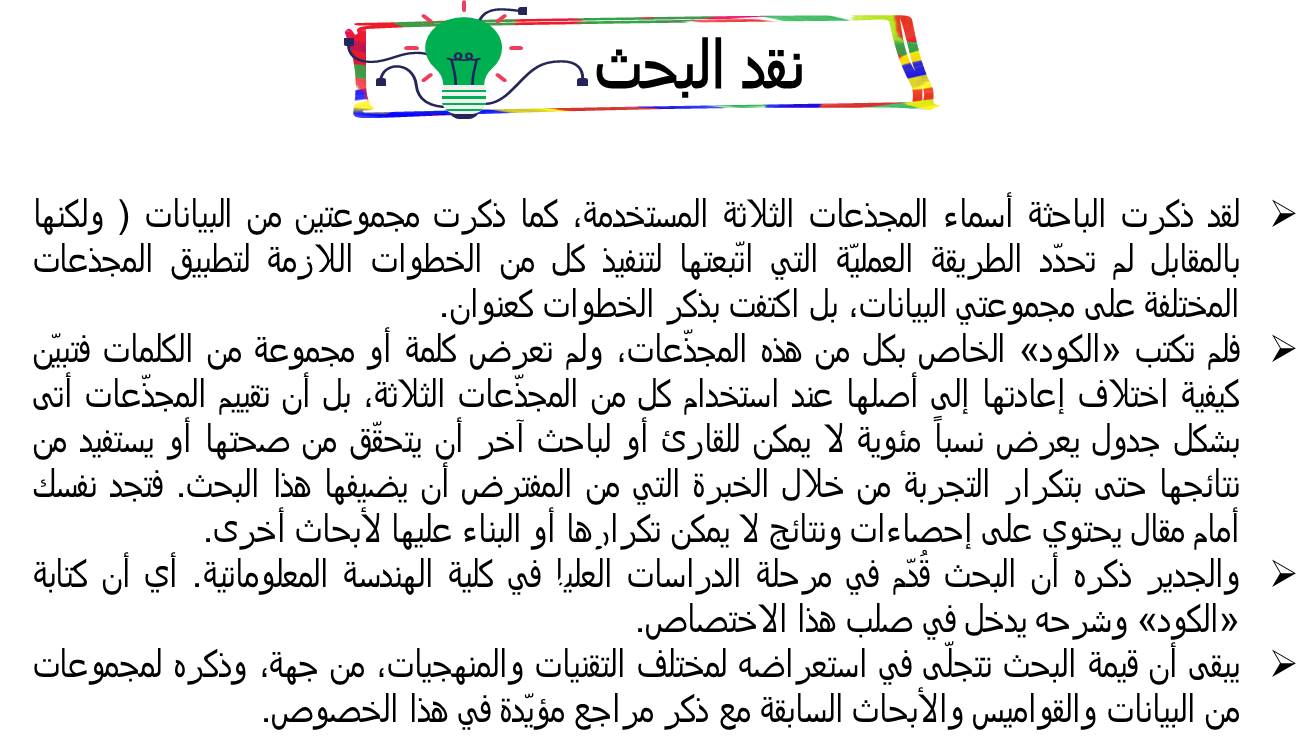 نقد البحث
لقد ذكرت الباحثة أسماء المجذعات الثلاثة المستخدمة، كما ذكرت مجموعتين من البيانات ( ولكنها
بالمقابل لم تحدّد الطريقة العمليّة التي اتّبعتها لتنفيذ كل من الخطوات اللازمة لتطبيق المجذعات
المختلفة على مجموعتي البيانات، بل اكتفت بذكر الخطوات كعنوان.
فلم تكتب «الكود» الخاص بكل من هذه المجذّعات، ولم تعرض كلمة أو مجموعة من الكلمات فتبيّن
كيفية اختلاف إعادتها إلى أصلها عند استخدام كل من المجذّعات الثلاثة، بل أن تقييم المجذّعات أتى
بشكل جدول يعرض نسباً مئوية لا يمكن للقارئ أو لباحث آخر أن يتحقّق من صحتها أو يستفيد من
نتائجها حتى بتكرار التجربة من خلال الخبرة التي من المفترض أن يضيفها هذا البحث. فتجد نفسك
أمام مقال يحتوي على إحصاءات ونتائج لا يمكن تكرارها أو البناء عليها لأبحاث أخرى.
والجدير ذكره أن البحث قُدّم في مرحلة الدراسات العليا في كلية الهندسة المعلوماتية. أي أن كتابة
«الكود» وشرحه يدخل في صلب هذا الاختصاص.
يبقى أن قيمة البحث تتجلّى في استعراضه لمختلف التقنيات والمنهجيات، من جهة، وذكره لمجموعات
من البيانات والقواميس والأبحاث السابقة مع ذكر مراجع مؤيّدة في هذا الخصوص.